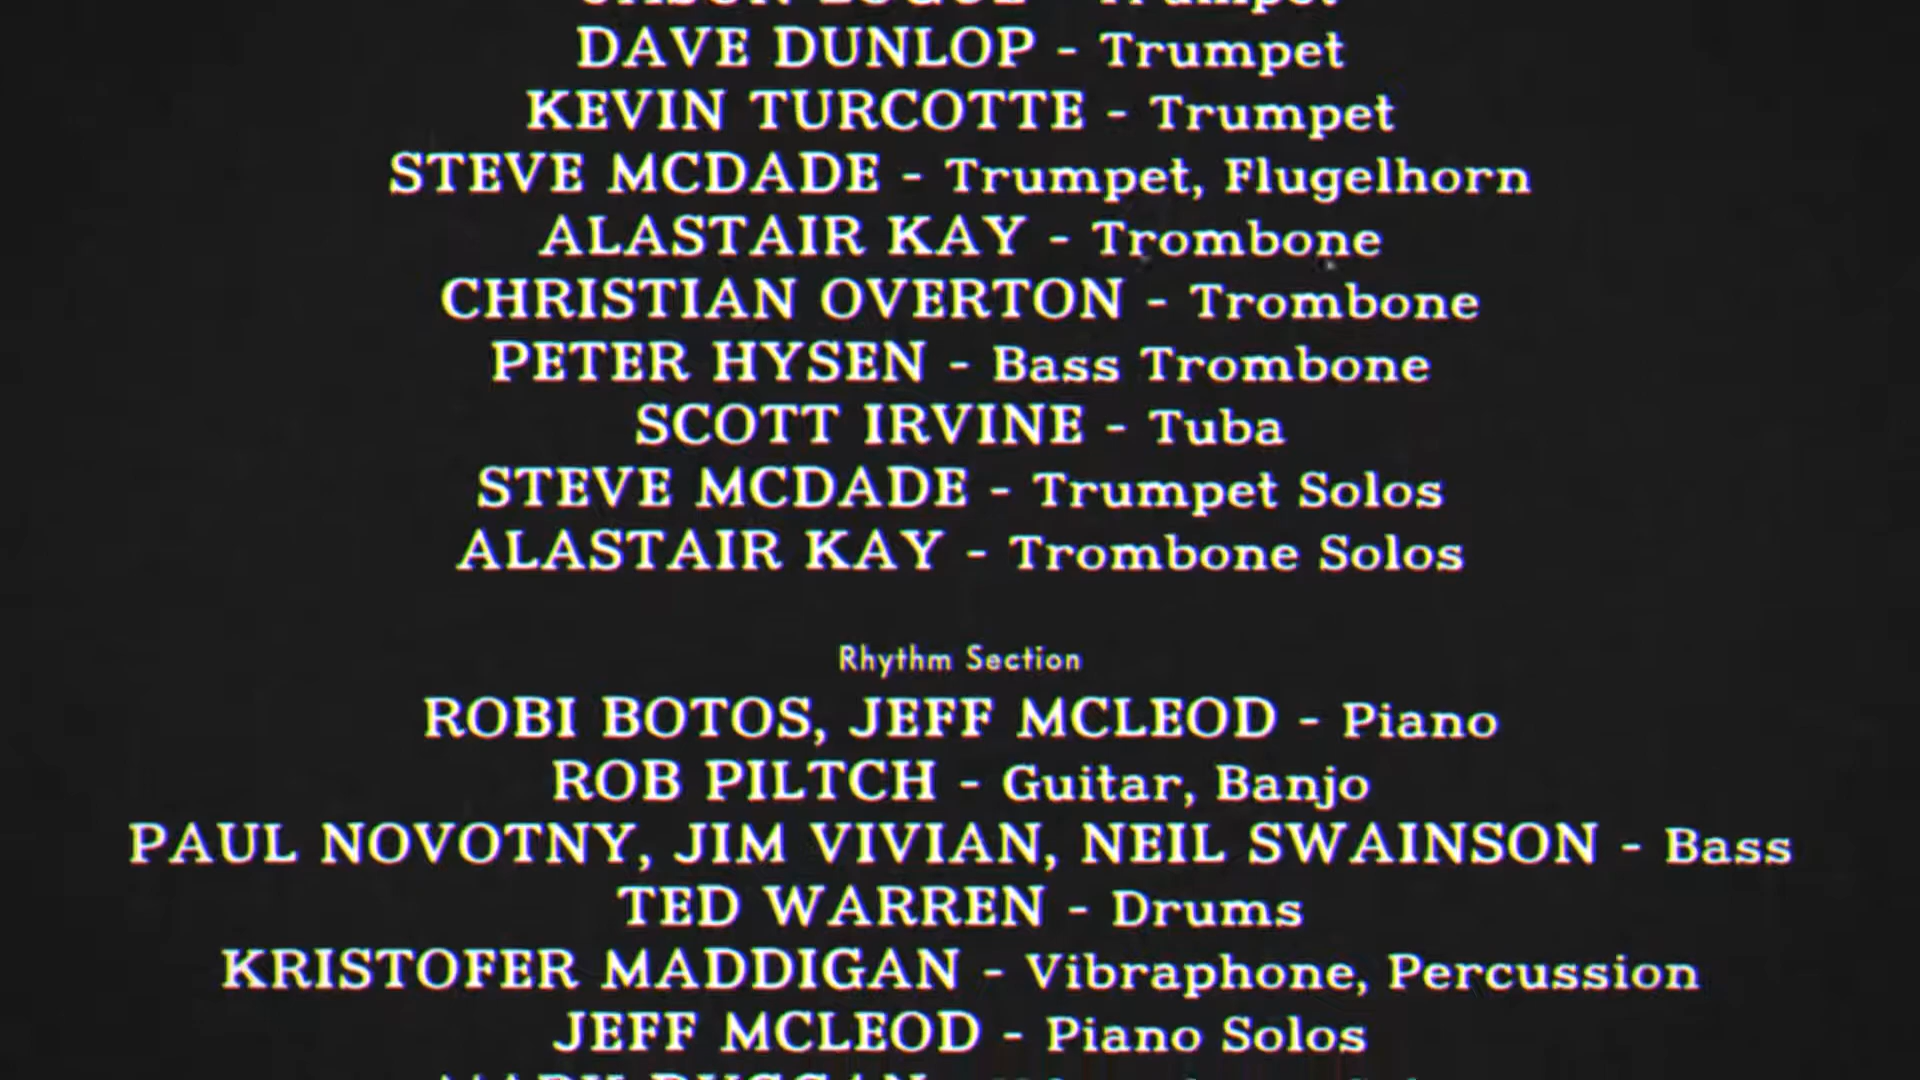 DAVE DUNLOP - Trumpet
KEVIN TURCOTTE - Trumpet
STEVE MCDADE - Trumpet, Flugelhorn
ALASTAIR KAY - Trombone
CHRISTIAN OVERTON - Trombone
PETER HYSEN - Bass Trombone
SCOTT IRVINE - Tuba
STEVE MCDADE - Trumpet Solos
ALASTAIR KAY - Trombone Solos
Rhythm Section
ROBI BOTOS, JEFF MCLEOD - Piano
ROB PILTCH - Guitar, Banjo
PAUL NOVOTNY, JIM VIVIAN, NEIL SWAINSON - Bass
TED WARREN - Drums
KRISTOFER MADDIGAN - Vibraphone, Percussion
JEFF MCLEOD - Piano Solos